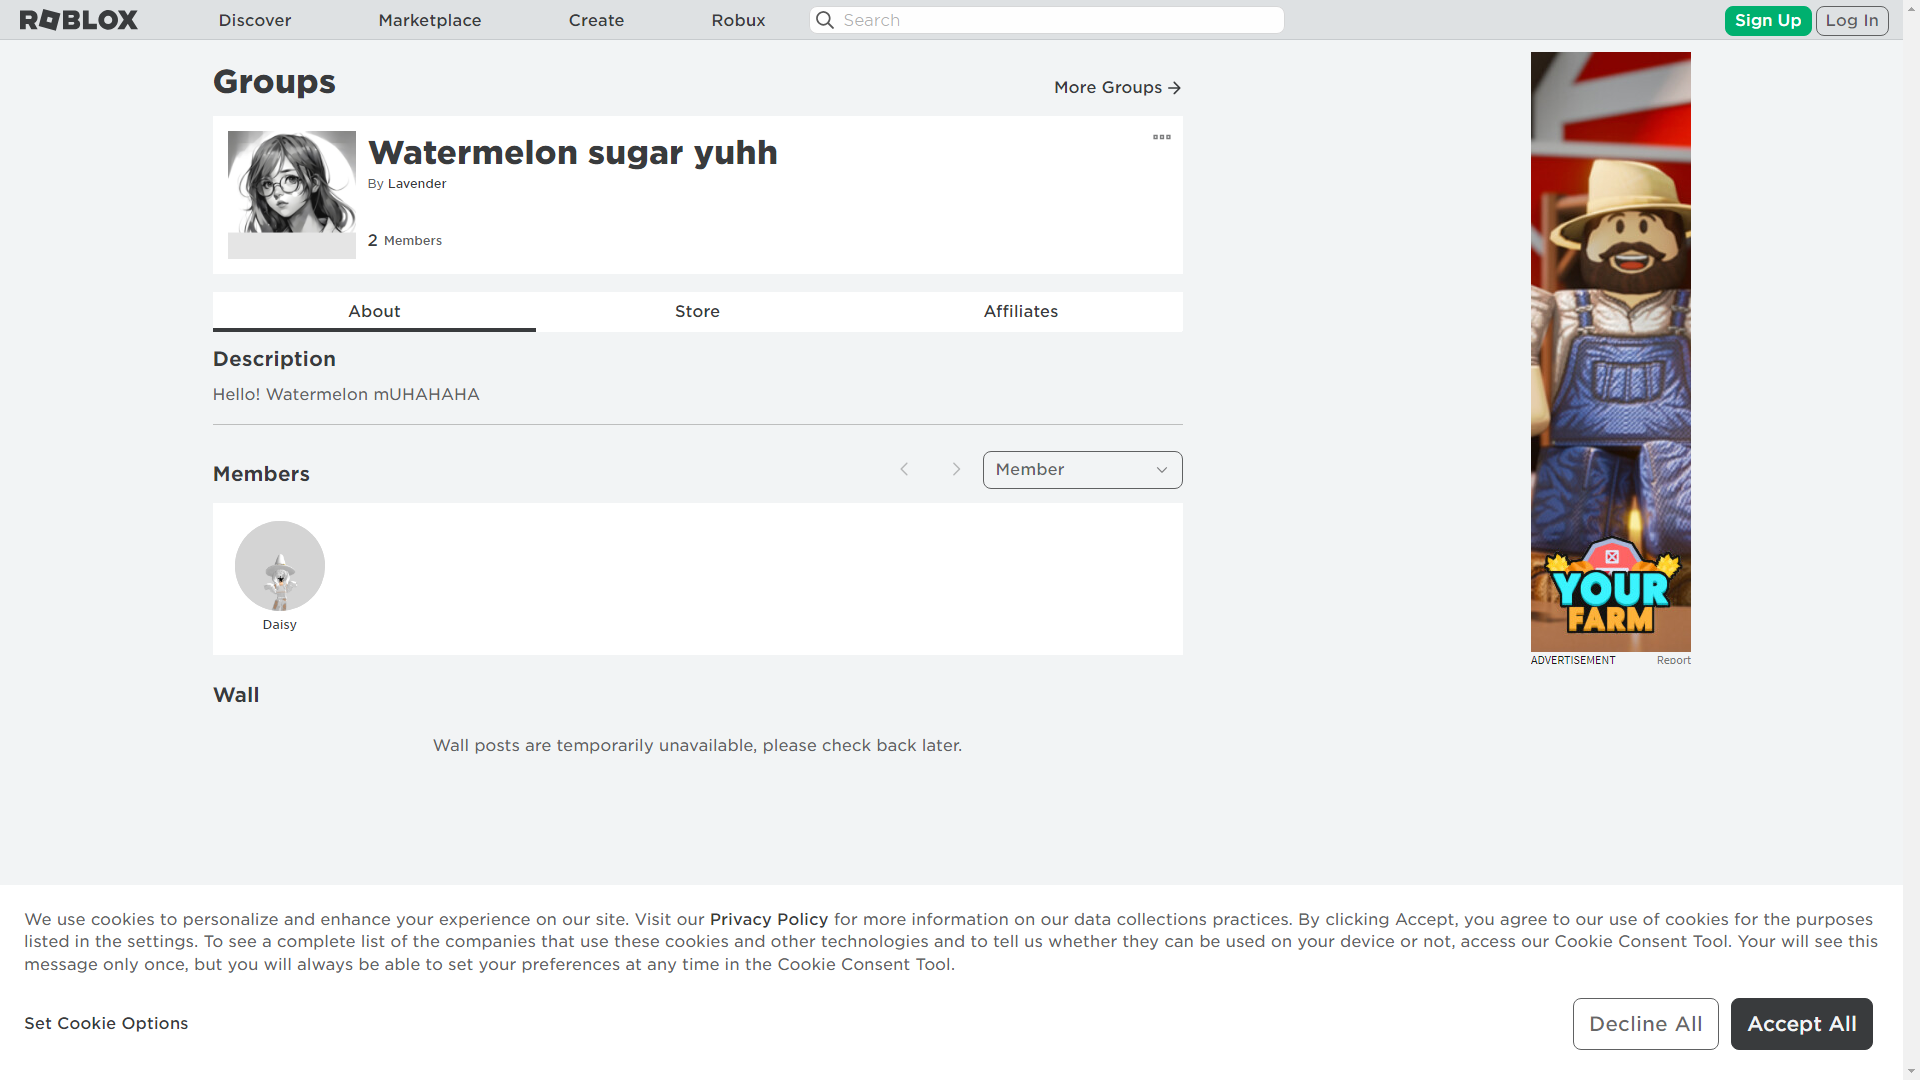 ROBLOX
Discover
Marketplace
Create
Robux
Search
Sign Up
Log In
Groups
More Groups
Watermelon sugar yuhh
By Lavender
2 Members
About
Store
Affiliates
Description
Hello! Watermelon mUHAHAHA
Members
Member
Daisy
Wall
Wall posts are temporarily unavailable, please check back later.
YOUR
FARM
ADVERTISEMENT
Report
We use cookies to personalize and enhance your experience on our site. Visit our Privacy Policy for more information on our data collections practices. By clicking Accept, you agree to our use of cookies for the purposes
listed in the settings. To see a complete list of the companies that use these cookies and other technologies and to tell us whether they can be used on your device or not, access our Cookie Consent Tool. Your will see this
message only once, but you will always be able to set your preferences at any time in the Cookie Consent Tool.
Set Cookie Options
Decline All
Accept All